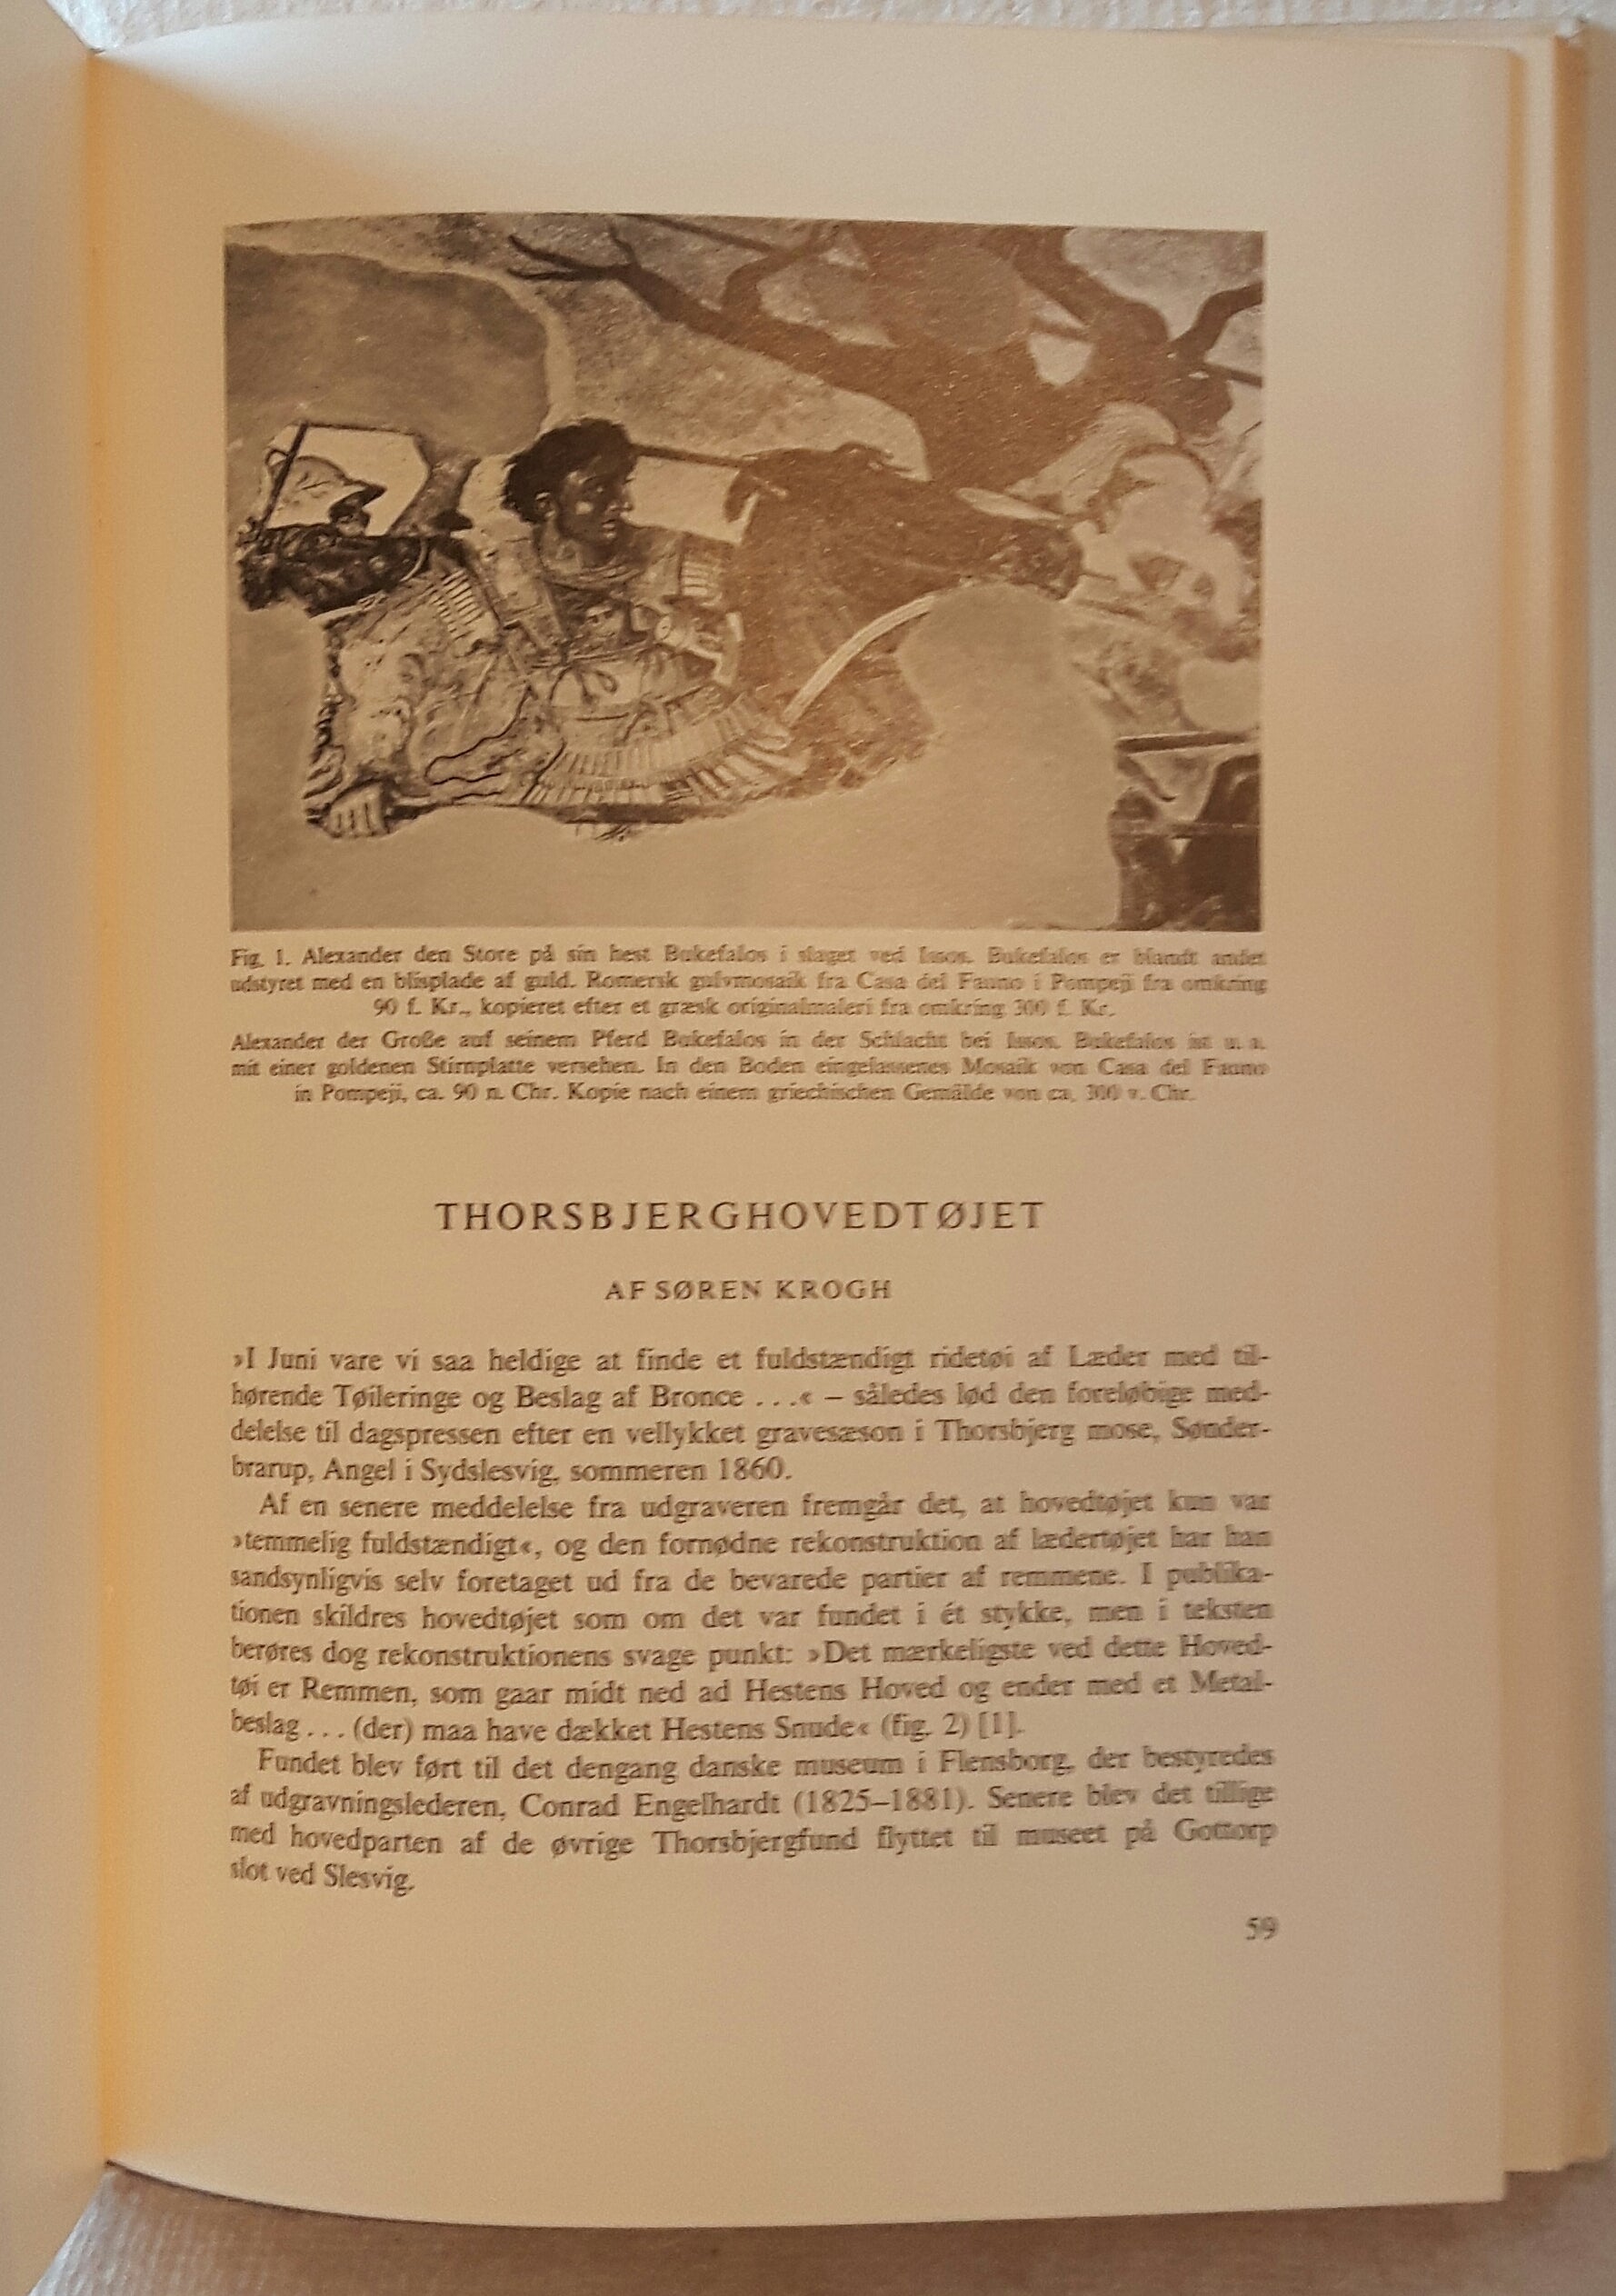 Fig. 1. Alexander den Store på sin hest Bukefalos i slaget ved Issos. Bukefalos er blandt andet
udstyret med en blisplade af guld. Romersk gulvmosaik fra Casa del Fauno i Pompeji fra omkring
90 f. Kr., kopieret efter et græsk originalmaleri fra omkring 300 f. Kr.
Alexander der Große auf seinem Pferd Bukefalos in der Schlacht bei Issos. Bukefalos ist u. a.
mit einer goldenen Stirnplatte versehen. In den Boden eingelassenes Mosaik von Casa del Fauno
in Pompeji, ca. 90 n. Chr. Kopie nach einem griechischen Gemälde von ca. 300 v. Chr.
THORSBJERGHOVEDTØJET
AF SØREN KROGH
»I Juni vare vi saa heldige at finde et fuldstændigt ridetøi af Læder med til-
hørende Tøileringe og Beslag af Bronce . . .« – således lød den foreløbige med-
delelse til dagspressen efter en vellykket gravesæson i Thorsbjerg mose, Sønder-
brarup, Angel i Sydslesvig, sommeren 1860.
Af en senere meddelelse fra udgraveren fremgår det, at hovedtøjet kun var
»temmelig fuldstændigt«, og den fornødne rekonstruktion af lædertøjet har han
sandsynligvis selv foretaget ud fra de bevarede partier af remmene. I publika-
tionen skildres hovedtøjet som om det var fundet i ét stykke, men i teksten
berøres dog rekonstruktionens svage punkt: »Det mærkeligste ved dette Hoved-
tøi er Remmen, som gaar midt ned ad Hestens Hoved og ender med et Metal-
beslag . . . (der) maa have dækket Hestens Snude« (fig. 2) [1].
Fundet blev ført til det dengang danske museum i Flensborg, der bestyredes
af udgravningslederen, Conrad Engelhardt (1825–1881). Senere blev det tillige
med hovedparten af de øvrige Thorsbjergfund flyttet til museet på Gottorp
slot ved Slesvig.
59